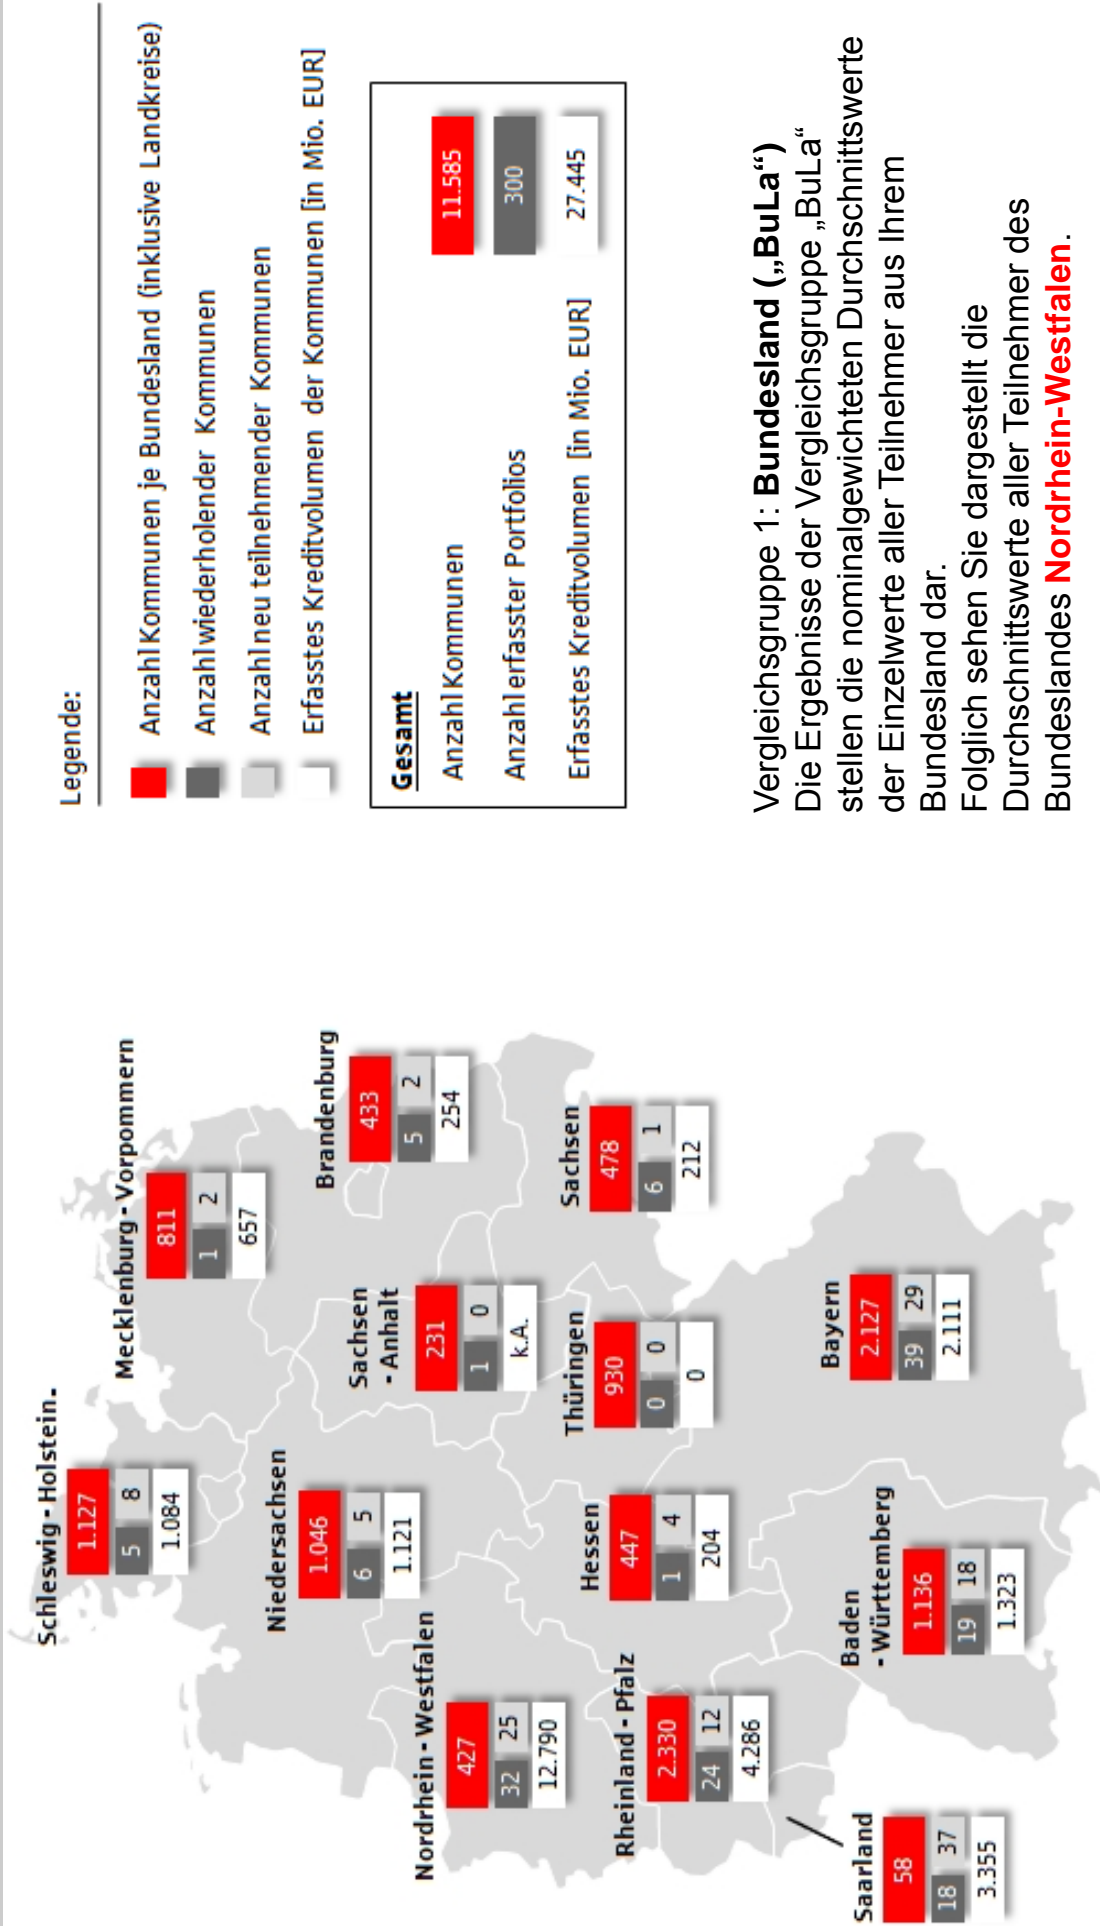 Schleswig - Holstein.
1.127
5 8
1.084
Mecklenburg - Vorpommern
811
1 2
657
Niedersachsen
1.046
6 5
1.121
Sachsen
- Anhalt
231
1 0
k.A.
Brandenburg
433
5 2
254
Nordrhein - Westfalen
427
32 25
12.790
Hessen
447
1 4
204
Thüringen
930
0 0
0
Sachsen
478
6 1
212
Rheinland - Pfalz
2.330
24 12
4.286
Saarland
58
18 37
3.355
Baden
- Württemberg
1.136
19 18
1.323
Bayern
2.127
39 29
2.111
Legende:
Anzahl Kommunen je Bundesland (inklusive Landkreise)
Anzahl wiederholender Kommunen
Anzahl neu teilnehmender Kommunen
Erfasstes Kreditvolumen der Kommunen [in Mio. EUR]
Gesamt
Anzahl Kommunen 11.585
Anzahl erfasster Portfolios 300
Erfasstes Kreditvolumen [in Mio. EUR] 27.445
Vergleichsgruppe 1: Bundesland („BuLa“)
Die Ergebnisse der Vergleichsgruppe „BuLa“
stellen die nominalgewichteten Durchschnittswerte
der Einzelwerte aller Teilnehmer aus Ihrem
Bundesland dar.
Folglich sehen Sie dargestellt die
Durchschnittswerte aller Teilnehmer des
Bundeslandes Nordrhein-Westfalen.